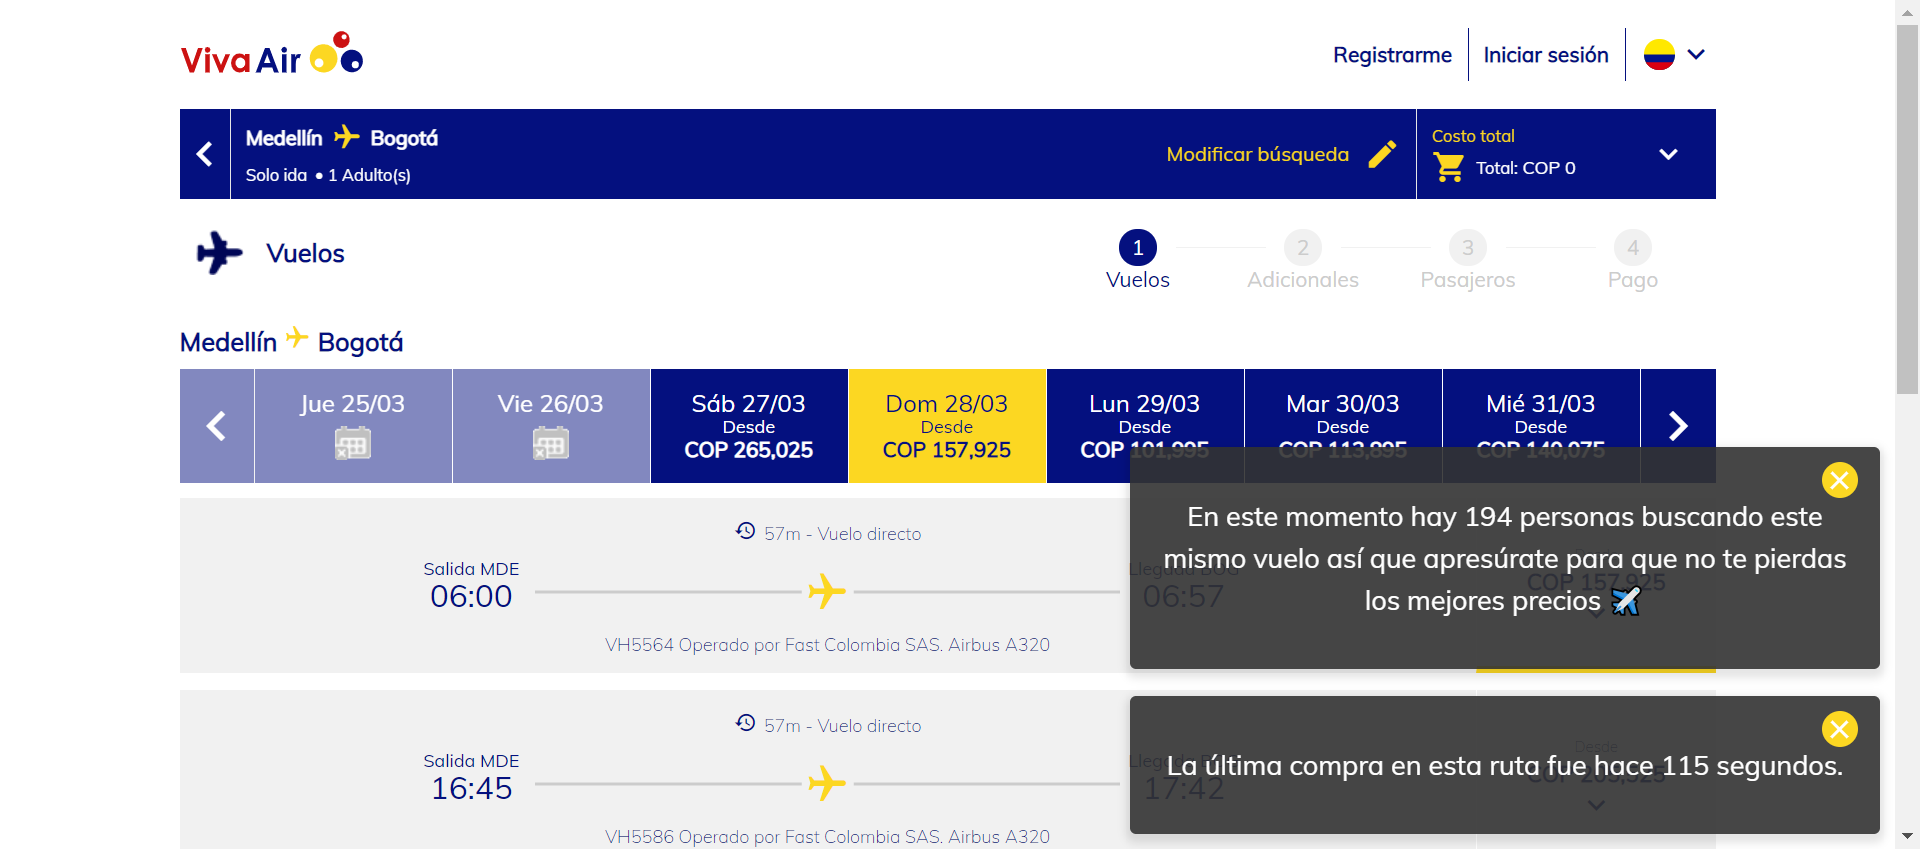 Viva Air
Registrarme
Iniciar sesión
Medellín Bogotá
Solo ida • 1 Adulto(s)
Modificar búsqueda
Costo total
Total: COP 0
Vuelos
1
Vuelos
2
Adicionales
3
Pasajeros
4
Pago
Medellín Bogotá
Jue 25/03
Vie 26/03
Sáb 27/03
Desde
COP 265,025
Dom 28/03
Desde
COP 157,925
Lun 29/03
Desde
COP 101,995
Mar 30/03
Desde
COP 113,895
Mié 31/03
Desde
COP 140,075
57m - Vuelo directo
Salida MDE
06:00
Llegada BOG
06:57
COP 157,925
VH5564 Operado por Fast Colombia SAS. Airbus A320
En este momento hay 194 personas buscando este
mismo vuelo así que apresúrate para que no te pierdas
los mejores precios
57m - Vuelo directo
Salida MDE
16:45
17:42
Desde
VH5586 Operado por Fast Colombia SAS. Airbus A320
La última compra en esta ruta fue hace 115 segundos.